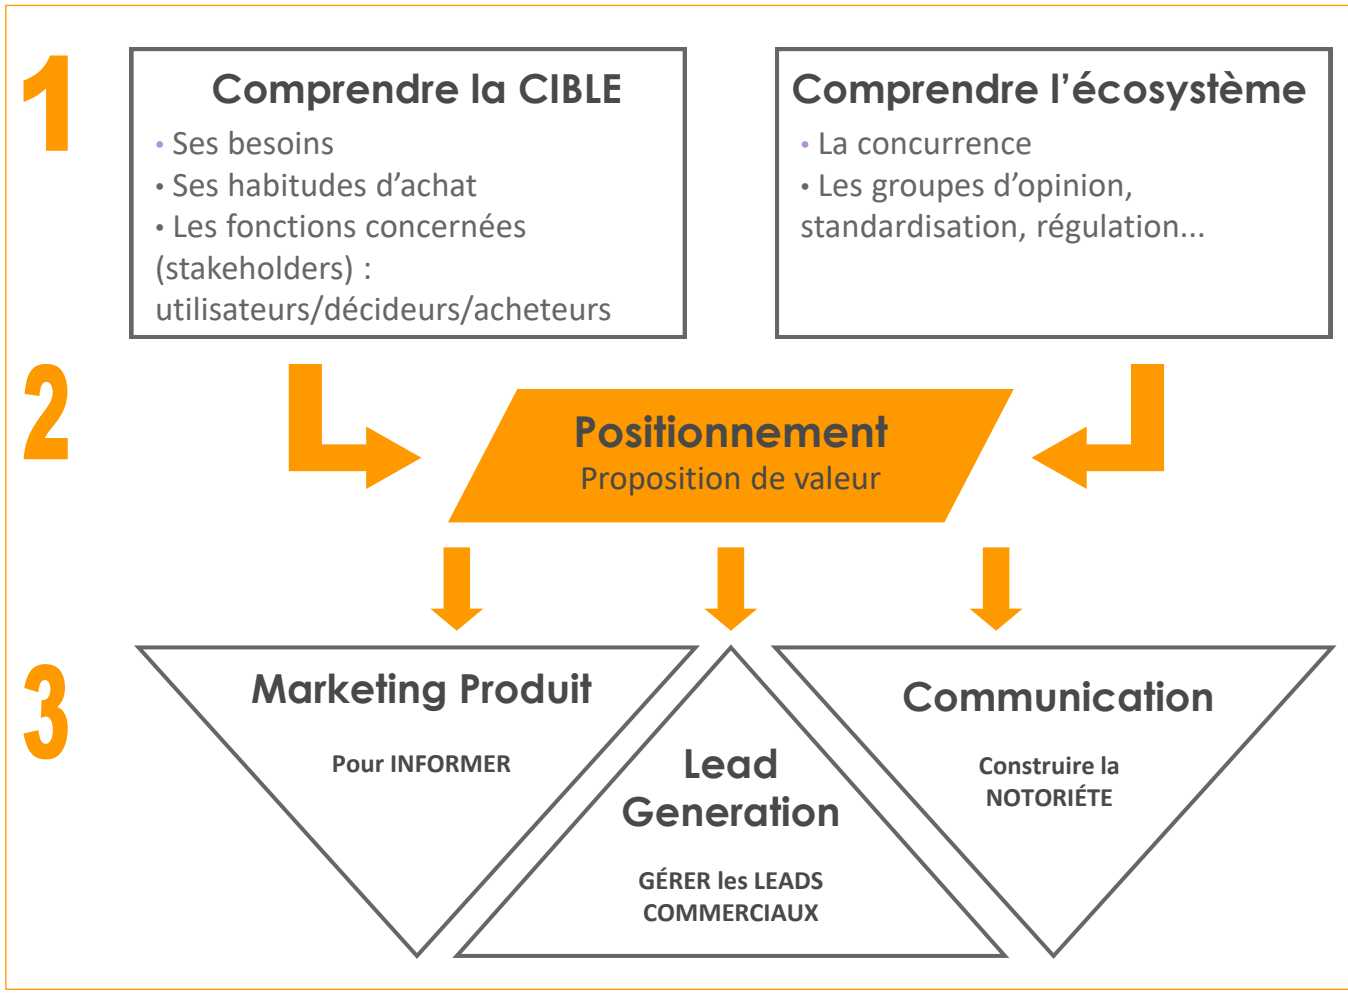 1
Comprendre la CIBLE
• Ses besoins
• Ses habitudes d'achat
• Les fonctions concernées
(stakeholders) :
utilisateurs/décideurs/acheteurs
Comprendre l'écosystème
• La concurrence
• Les groupes d'opinion,
standardisation, régulation...
2
Positionnement
Proposition de valeur
3
Marketing Produit
Pour INFORMER
Lead
Generation
GÉRER les LEADS
COMMERCIAUX
Communication
Construire la
NOTORIÉTE